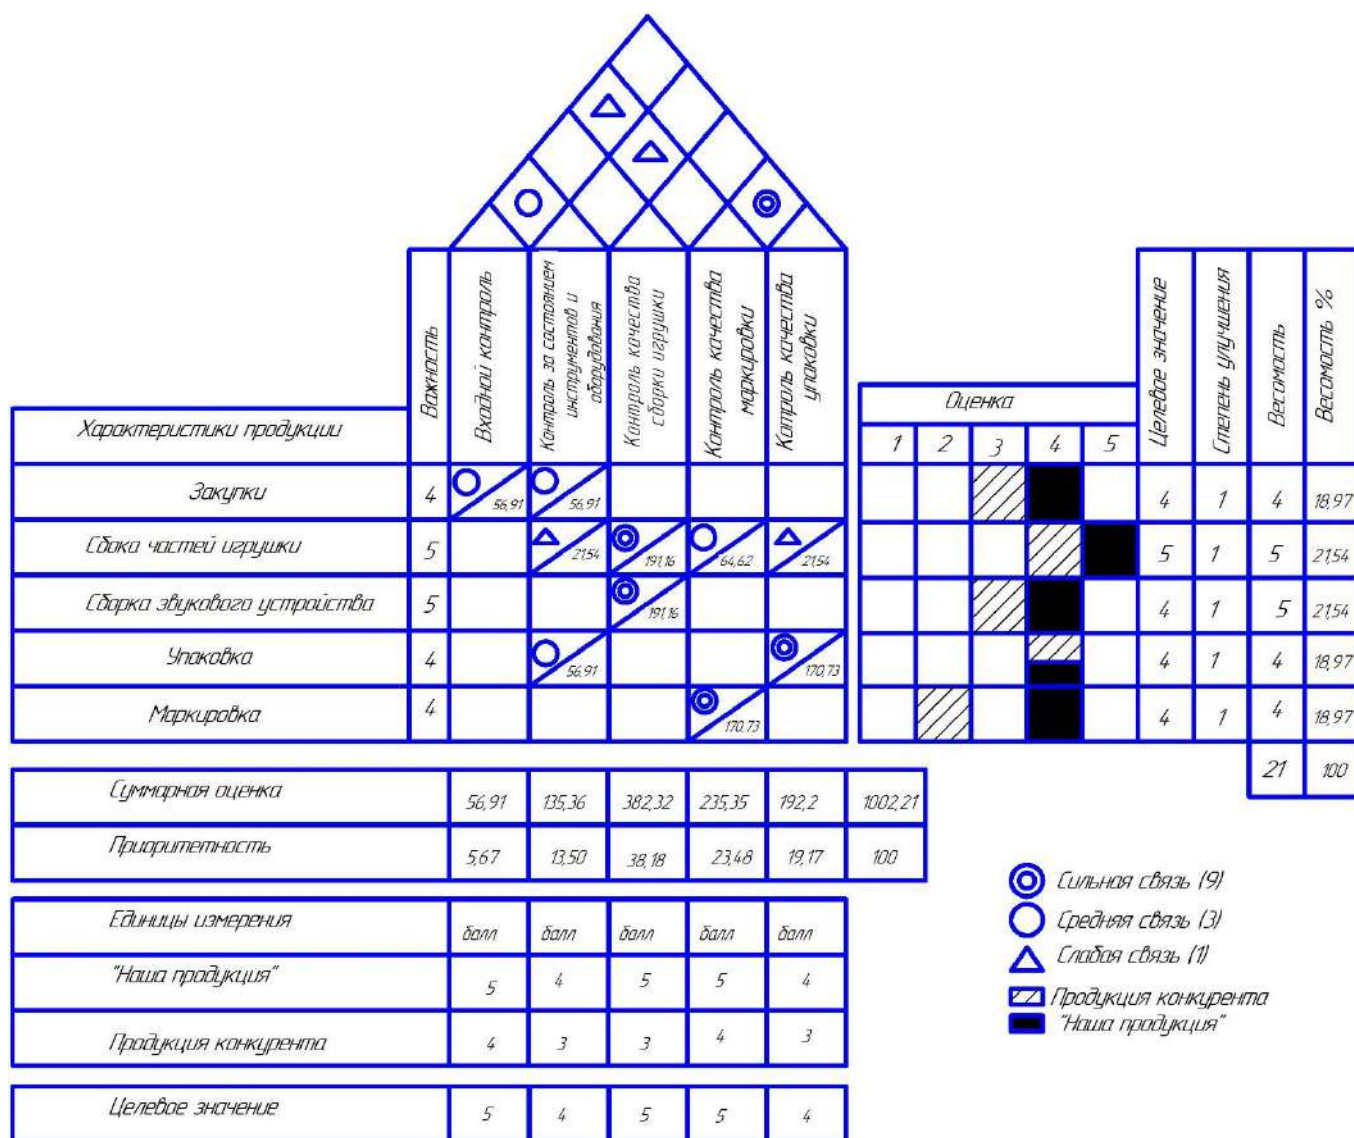 Важность
Входной контроль
Контроль за состоянием
инструментов и
оборудования
Контроль качества
сборки игрушки
Контроль качества
маркировки
Котроль качества
упаковки
Целевое значение
Степень улучшения
Весомость
Весомость %
Характеристики продукции
Оценка
1 2 3 4 5
Закупки 4 56,91 56,91 4 1 4 18,97
Сбока частей игрушки 5 21,54 191,16 64,62 21,54 5 1 5 21,54
Сборка звукового устройства 5 191,16 4 1 5 21,54
Упаковка 4 56,91 170,73 4 1 4 18,97
Маркировка 4 170.73 4 1 4 18,97
21 100
Суммарная оценка 56,91 135,36 382,32 235,35 192,2 1002,21
Приоритетность 5,67 13,50 38,18 23,48 19,17 100
Единицы измерения балл балл балл балл балл
"Наша продукция" 5 4 5 5 4
Продукция конкурента 4 3 3 4 3
Целевое значение 5 4 5 5 4
Сильная связь (9)
Средняя связь (3)
Слабая связь (1)
Продукция конкурента
"Наша продукция"